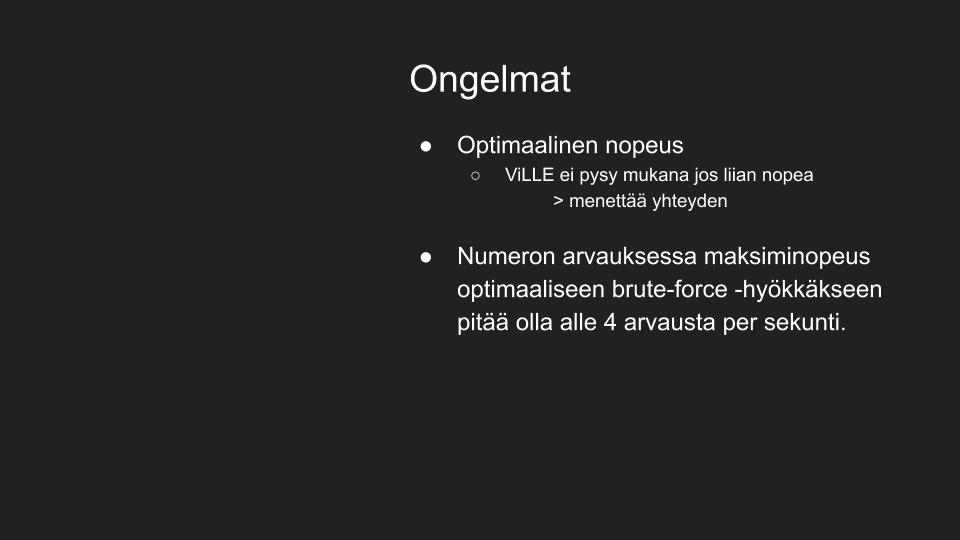 Ongelmat
● Optimaalinen nopeus
○ ViLLE ei pysy mukana jos liian nopea
> menettää yhteyden
● Numeron arvauksessa maksiminopeus
optimaaliseen brute-force -hyökkäkseen
pitää olla alle 4 arvausta per sekunti.